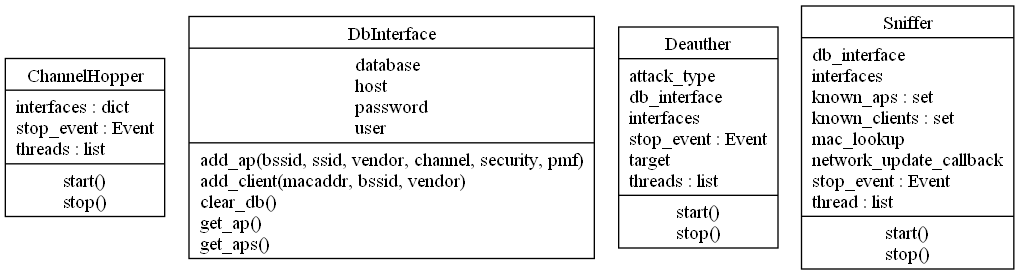 ChannelHopper
interfaces : dict
stop_event : Event
threads : list
start()
stop()
DbInterface
database
host
password
user
add_ap(bssid, ssid, vendor, channel, security, pmf)
add_client(macaddr, bssid, vendor)
clear_db()
get_ap()
get_aps()
Deauther
attack_type
db_interface
interfaces
stop_event : Event
target
threads : list
start()
stop()
Sniffer
db_interface
interfaces
known_aps : set
known_clients : set
mac_lookup
network_update_callback
stop_event : Event
thread : list
start()
stop()